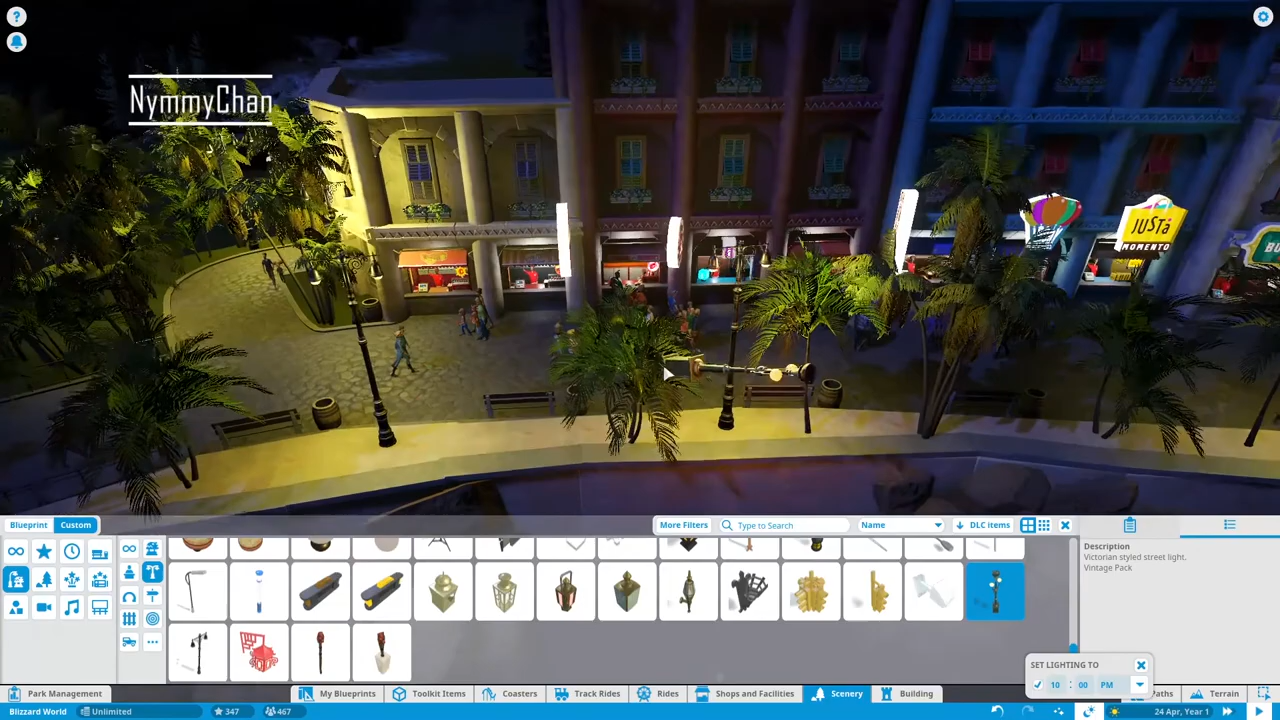 ?
NymmyChan
JUSTA
MOMENTO
Blueprint
Custom
More Filters
Type to Search
Name
DLC items
Description
Victorian styled street light.
Vintage Pack
SET LIGHTING TO
10 : 00 PM
Park Management
My Blueprints
Toolkit Items
Coasters
Track Rides
Rides
Shops and Facilities
Scenery
Building
Paths
Terrain
Blizzard World
Unlimited
347
467
24 Apr, Year 1